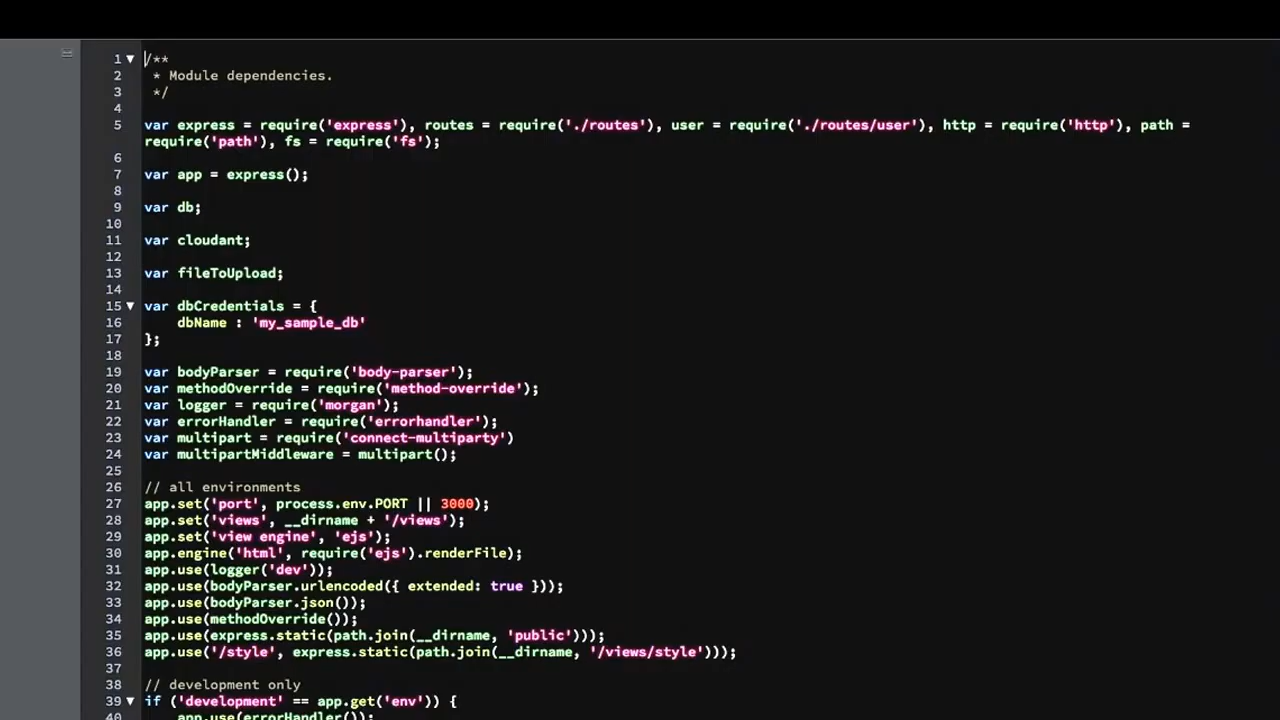 1 /**
2  * Module dependencies.
3  */
4
5 var express = require('express'), routes = require('./routes'), user = require('./routes/user'), http = require('http'), path =
require('path'), fs = require('fs');
6
7 var app = express();
8
9 var db;
10
11 var cloudant;
12
13 var fileToUpload;
14
15 var dbCredentials = {
16     dbName : 'my_sample_db'
17 };
18
19 var bodyParser = require('body-parser');
20 var methodOverride = require('method-override');
21 var logger = require('morgan');
22 var errorHandler = require('errorhandler');
23 var multipart = require('connect-multiparty')
24 var multipartMiddleware = multipart();
25
26 // all environments
27 app.set('port', process.env.PORT || 3000);
28 app.set('views', __dirname + '/views');
29 app.set('view engine', 'ejs');
30 app.engine('html', require('ejs').renderFile);
31 app.use(logger('dev'));
32 app.use(bodyParser.urlencoded({ extended: true }));
33 app.use(bodyParser.json());
34 app.use(methodOverride());
35 app.use(express.static(path.join(__dirname, 'public')));
36 app.use('/style', express.static(path.join(__dirname, '/views/style')));
37
38 // development only
39 if ('development' == app.get('env')) {
40     app.use(errorHandler());